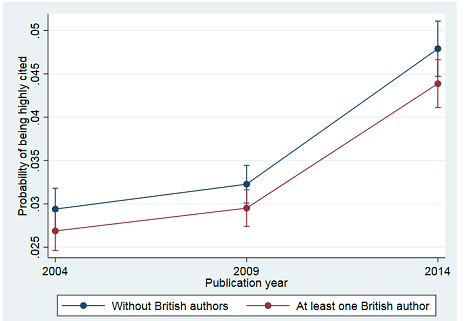 Probability of being highly cited
.05
.045
.04
.035
.03
.025
2004 2009 2014
Publication year
Without British authors At least one British author